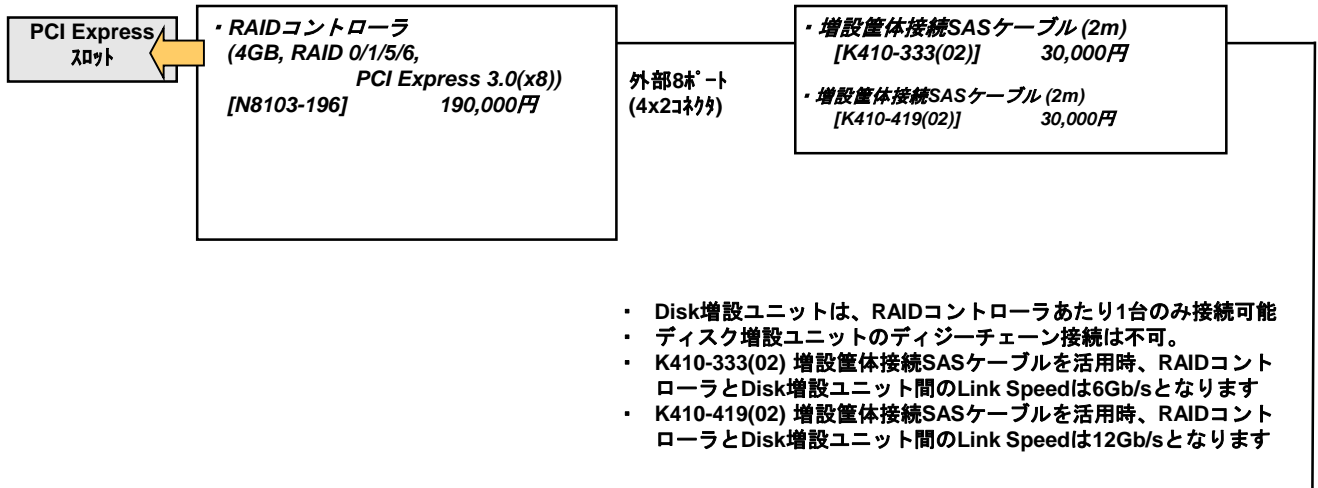 PCI Express
スロット
・RAIDコントローラ
(4GB, RAID 0/1/5/6,
PCI Express 3.0(x8))
[N8103-196] 190,000円
外部8ポート
(4x2コネクタ)
・増設筐体接続SASケーブル (2m)
[K410-333(02)] 30,000円
・増設筐体接続SASケーブル (2m)
[K410-419(02)] 30,000円
・ Disk増設ユニットは、RAIDコントローラあたり1台のみ接続可能
・ ディスク増設ユニットのディジーチェーン接続は不可。
・ K410-333(02) 増設筐体接続SASケーブルを活用時、RAIDコント
ローラとDisk増設ユニット間のLink Speedは6Gb/sとなります
・ K410-419(02) 増設筐体接続SASケーブルを活用時、RAIDコント
ローラとDisk増設ユニット間のLink Speedは12Gb/sとなります